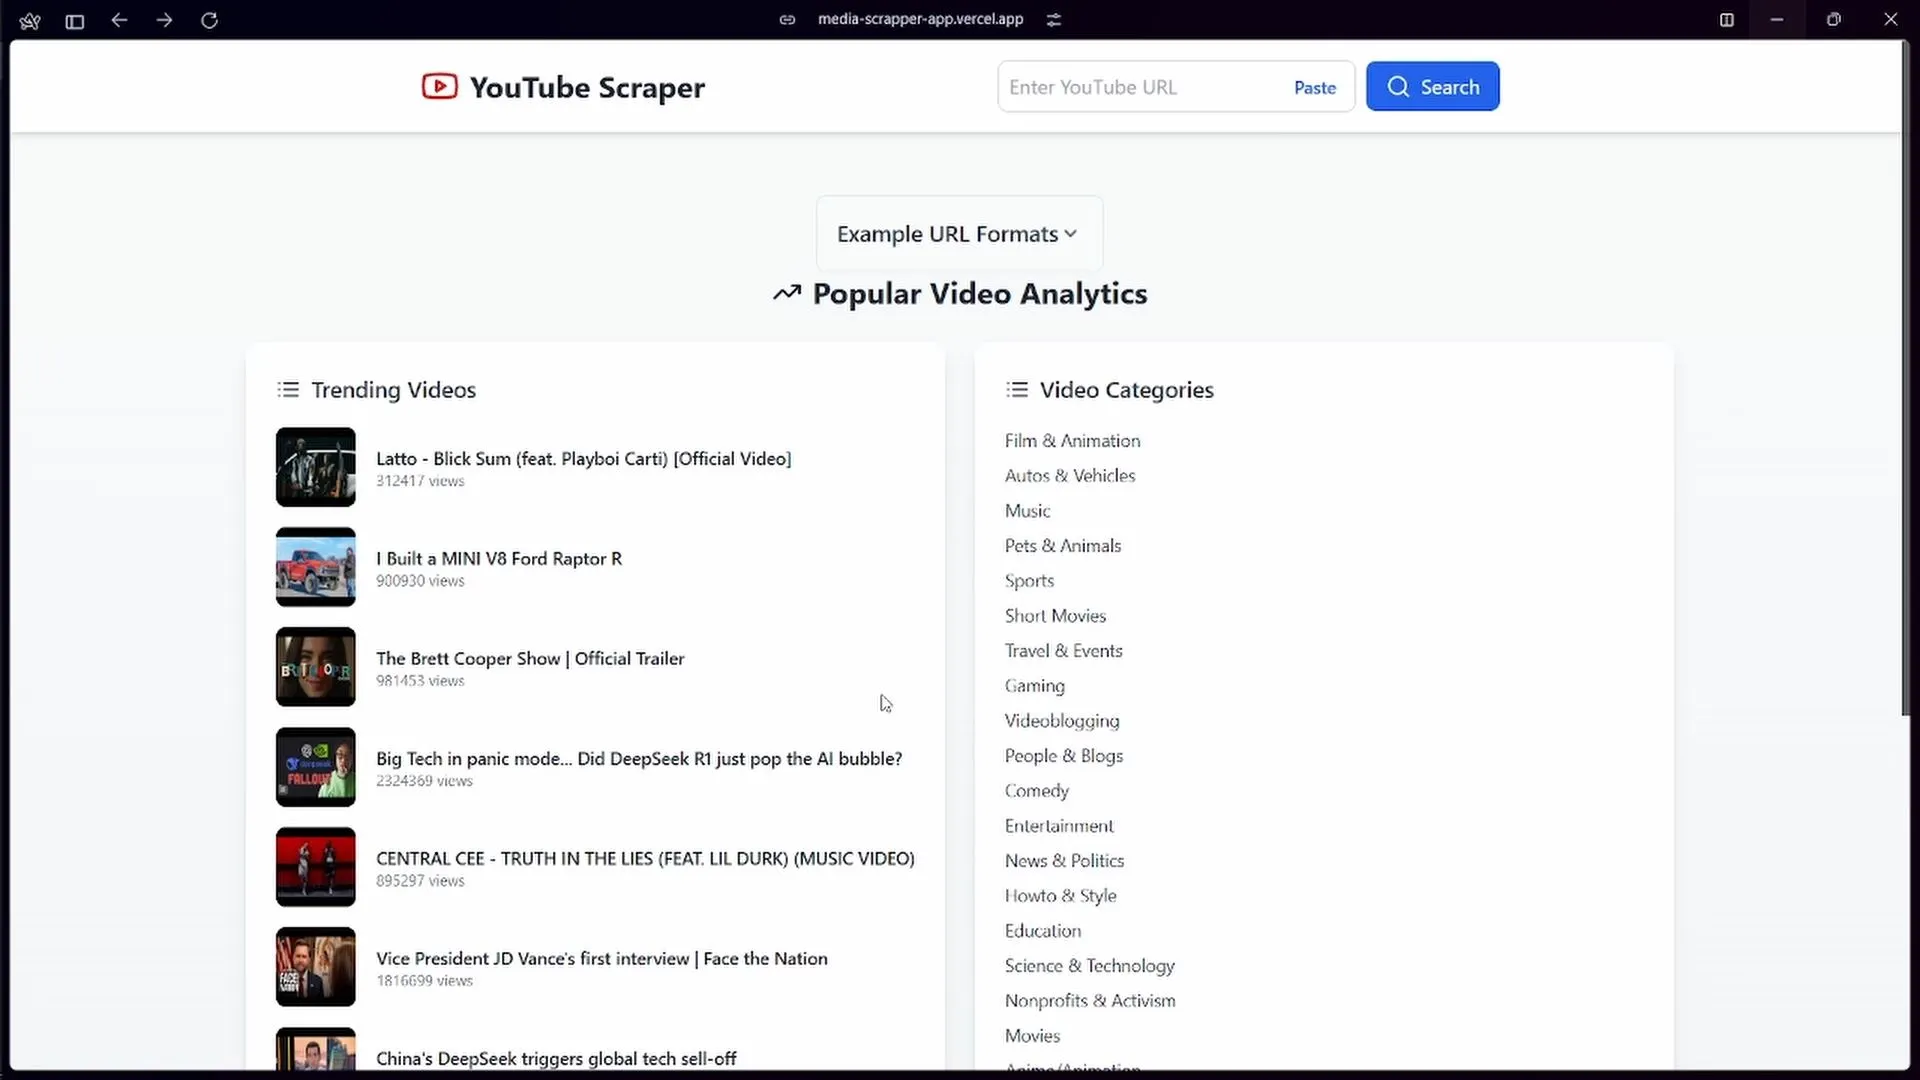 media-scrapper-app.vercel.app
YouTube Scraper
Enter YouTube URL
Paste
Search
Example URL Formats
Popular Video Analytics
Trending Videos
Latto - Blick Sum (feat. Playboi Carti) [Official Video]
312417 views
I Built a MINI V8 Ford Raptor R
900930 views
The Brett Cooper Show | Official Trailer
981453 views
Big Tech in panic mode... Did DeepSeek R1 just pop the AI bubble?
2324369 views
CENTRAL CEE - TRUTH IN THE LIES (FEAT. LIL DURK) (MUSIC VIDEO)
895297 views
Vice President JD Vance's first interview | Face the Nation
1816699 views
China's DeepSeek triggers global tech sell-off
Video Categories
Film & Animation
Autos & Vehicles
Music
Pets & Animals
Sports
Short Movies
Travel & Events
Gaming
Videoblogging
People & Blogs
Comedy
Entertainment
News & Politics
Howto & Style
Education
Science & Technology
Nonprofits & Activism
Movies
Anime/Animation
FALLOUT
FACE
NATION